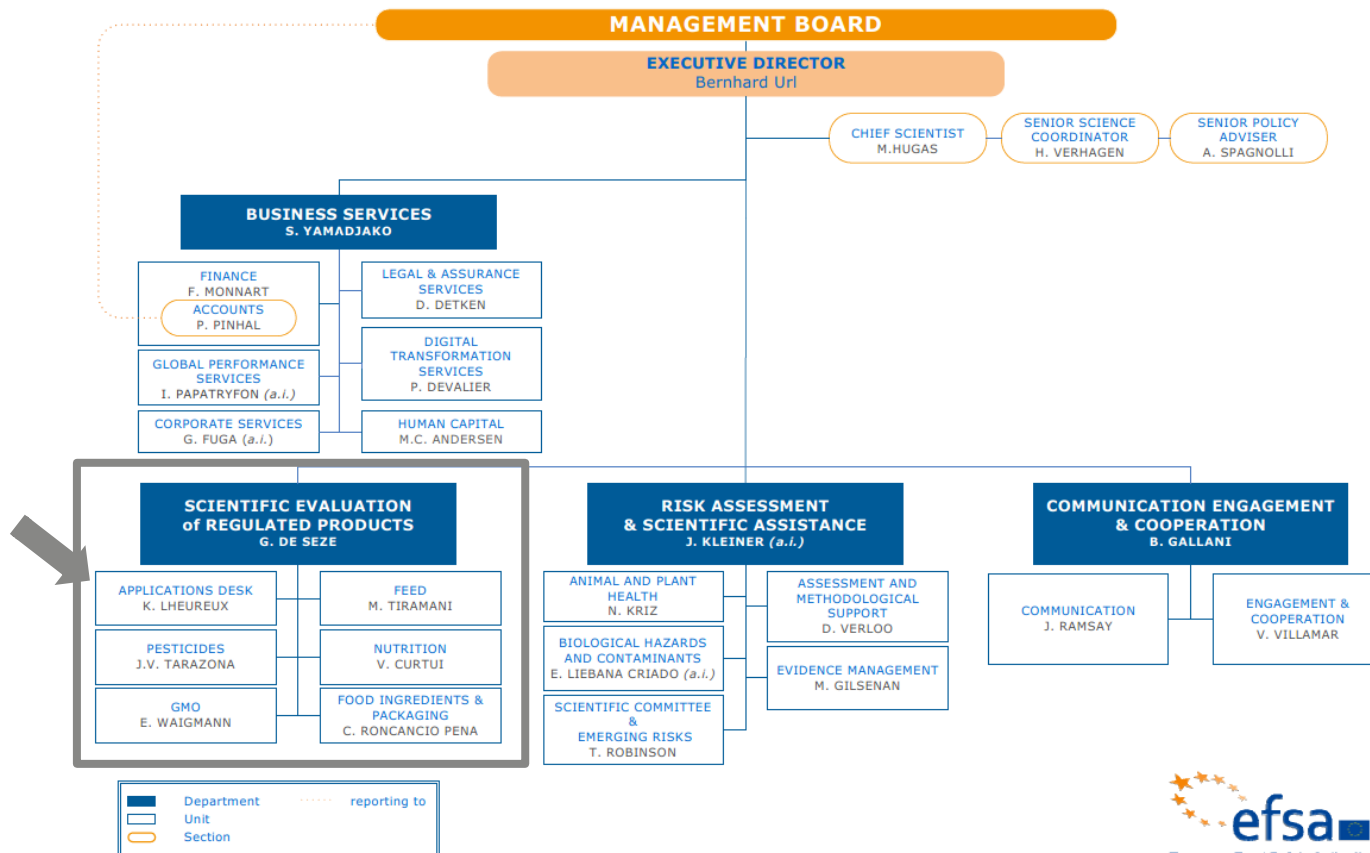 MANAGEMENT BOARD
EXECUTIVE DIRECTOR
Bernhard Url
CHIEF SCIENTIST
M.HUGAS
SENIOR SCIENCE
COORDINATOR
H. VERHAGEN
SENIOR POLICY
ADVISER
A. SPAGNOLLI
BUSINESS SERVICES
S. YAMADJAKO
FINANCE
F. MONNART
ACCOUNTS
P. PINHAL
LEGAL & ASSURANCE
SERVICES
D. DETKEN
GLOBAL PERFORMANCE
SERVICES
I. PAPATRYFON (a.i.)
DIGITAL
TRANSFORMATION
SERVICES
P. DEVALIER
CORPORATE SERVICES
G. FUGA (a.i.)
HUMAN CAPITAL
M.C. ANDERSEN
SCIENTIFIC EVALUATION
of REGULATED PRODUCTS
G. DE SEZE
APPLICATIONS DESK
K. LHEUREUX
FEED
M. TIRAMANI
PESTICIDES
J.V. TARAZONA
NUTRITION
V. CURTUI
GMO
E. WAIGMANN
FOOD INGREDIENTS &
PACKAGING
C. RONCANCIO PENA
RISK ASSESSMENT
& SCIENTIFIC ASSISTANCE
J. KLEINER (a.i.)
ANIMAL AND PLANT
HEALTH
N. KRIZ
ASSESSMENT AND
METHODOLOGICAL
SUPPORT
D. VERLOO
BIOLOGICAL HAZARDS
AND CONTAMINANTS
E. LIEBANA CRIADO (a.i.)
EVIDENCE MANAGEMENT
M. GILSENAN
SCIENTIFIC COMMITTEE
&
EMERGING RISKS
T. ROBINSON
COMMUNICATION ENGAGEMENT
& COOPERATION
B. GALLANI
COMMUNICATION
J. RAMSAY
ENGAGEMENT &
COOPERATION
V. VILLAMAR
Department
reporting to
Unit
Section
efsa